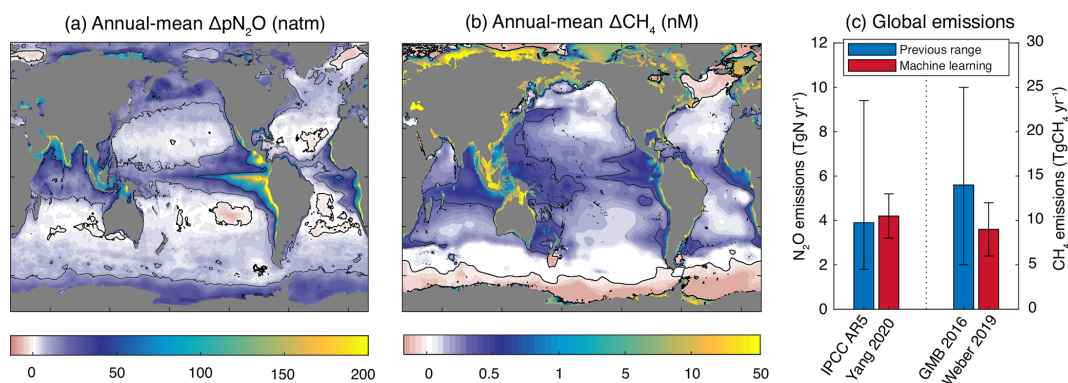 (a) Annual-mean ΔpN₂O (natm)
0 50 100 150 200
(b) Annual-mean ΔCH₄ (nM)
0 0.5 1 5 10 50
(c) Global emissions
Previous range
Machine learning
N₂O emissions (TgN yr⁻¹)
12
10
8
6
4
2
0
CH₄ emissions (TgCH₄ yr⁻¹)
30
25
20
15
10
5
0
IPCC AR5
Yang 2020
GMB 2016
Weber 2019